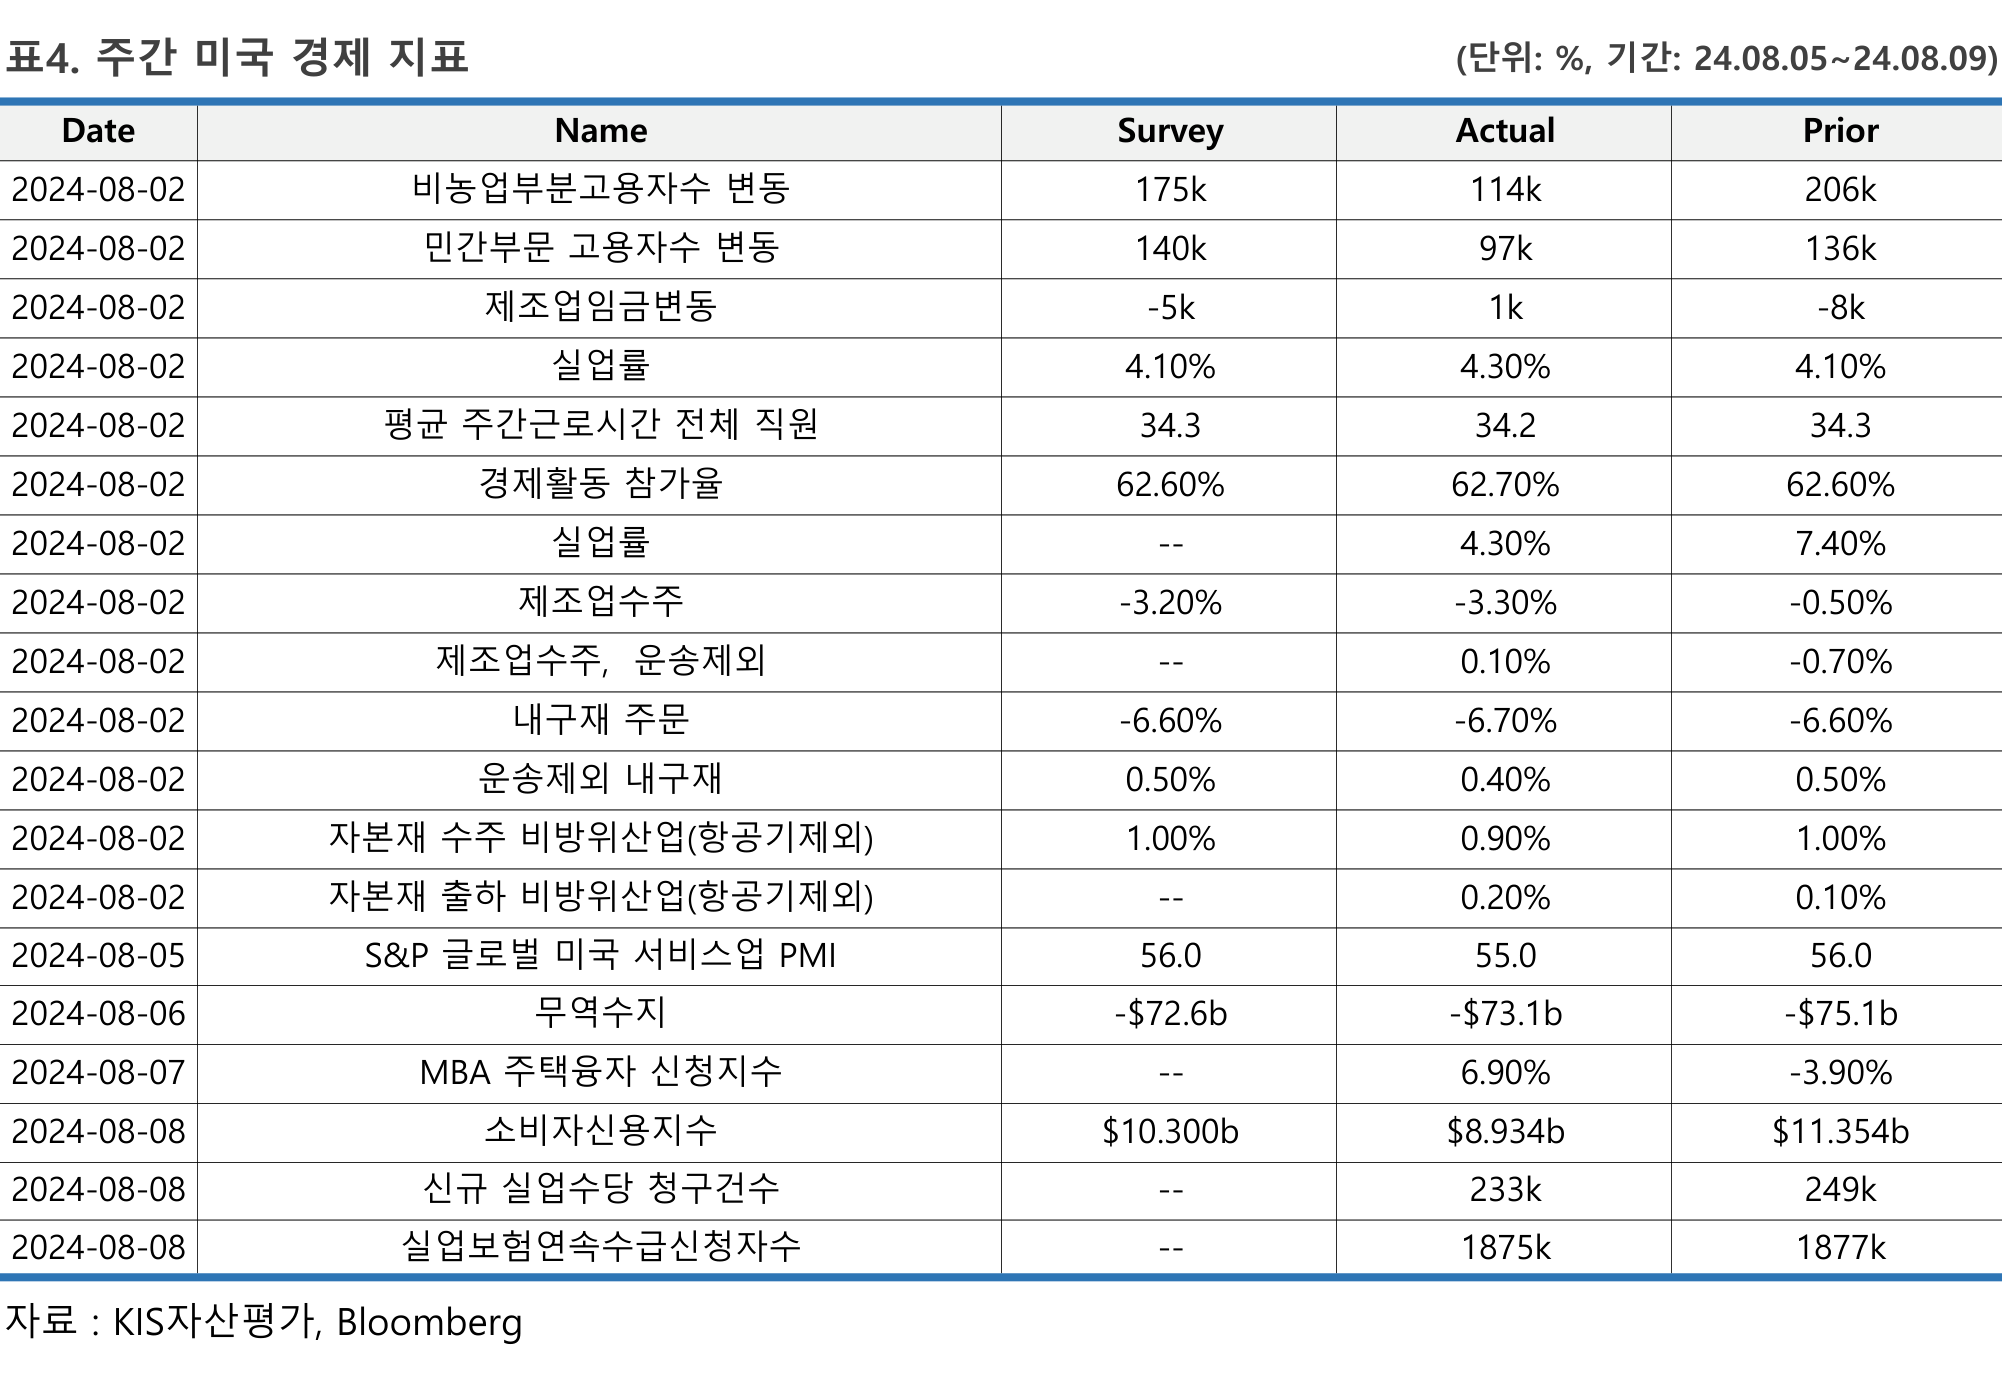 표4. 주간 미국 경제 지표 (단위: %, 기간: 24.08.05~24.08.09)
Date Name Survey Actual Prior
2024-08-02 비농업부분고용자수 변동 175k 114k 206k
2024-08-02 민간부문 고용자수 변동 140k 97k 136k
2024-08-02 제조업임금변동 -5k 1k -8k
2024-08-02 실업률 4.10% 4.30% 4.10%
2024-08-02 평균 주간근로시간 전체 직원 34.3 34.2 34.3
2024-08-02 경제활동 참가율 62.60% 62.70% 62.60%
2024-08-02 실업률 -- 4.30% 7.40%
2024-08-02 제조업수주 -3.20% -3.30% -0.50%
2024-08-02 제조업수주, 운송제외 -- 0.10% -0.70%
2024-08-02 내구재 주문 -6.60% -6.70% -6.60%
2024-08-02 운송제외 내구재 0.50% 0.40% 0.50%
2024-08-02 자본재 수주 비방위산업(항공기제외) 1.00% 0.90% 1.00%
2024-08-02 자본재 출하 비방위산업(항공기제외) -- 0.20% 0.10%
2024-08-05 S&P 글로벌 미국 서비스업 PMI 56.0 55.0 56.0
2024-08-06 무역수지 -$72.6b -$73.1b -$75.1b
2024-08-07 MBA 주택융자 신청지수 -- 6.90% -3.90%
2024-08-08 소비자신용지수 $10.300b $8.934b $11.354b
2024-08-08 신규 실업수당 청구건수 -- 233k 249k
2024-08-08 실업보험연속수급신청자수 -- 1875k 1877k
자료 : KIS자산평가, Bloomberg